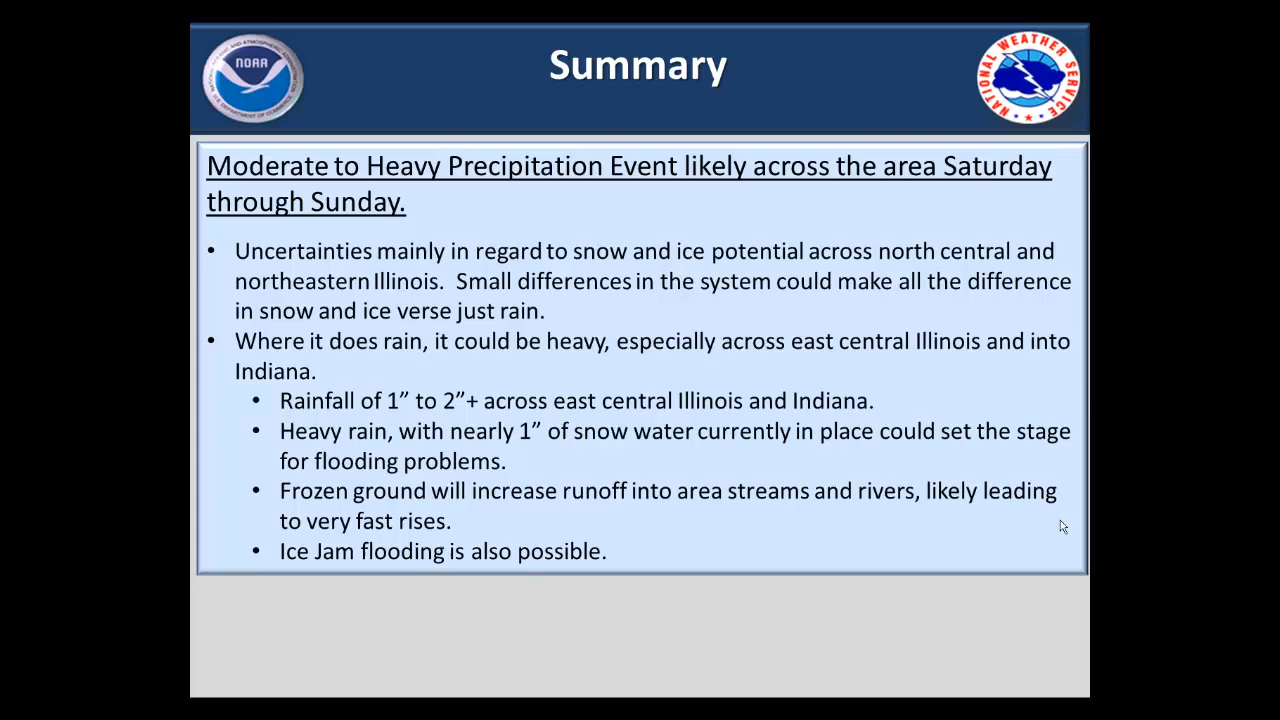 Summary
NOAA
NATIONAL WEATHER SERVICE
Moderate to Heavy Precipitation Event likely across the area Saturday
through Sunday.
• Uncertainties mainly in regard to snow and ice potential across north central and
northeastern Illinois. Small differences in the system could make all the difference
in snow and ice verse just rain.
• Where it does rain, it could be heavy, especially across east central Illinois and into
Indiana.
• Rainfall of 1” to 2”+ across east central Illinois and Indiana.
• Heavy rain, with nearly 1” of snow water currently in place could set the stage
for flooding problems.
• Frozen ground will increase runoff into area streams and rivers, likely leading
to very fast rises.
• Ice Jam flooding is also possible.